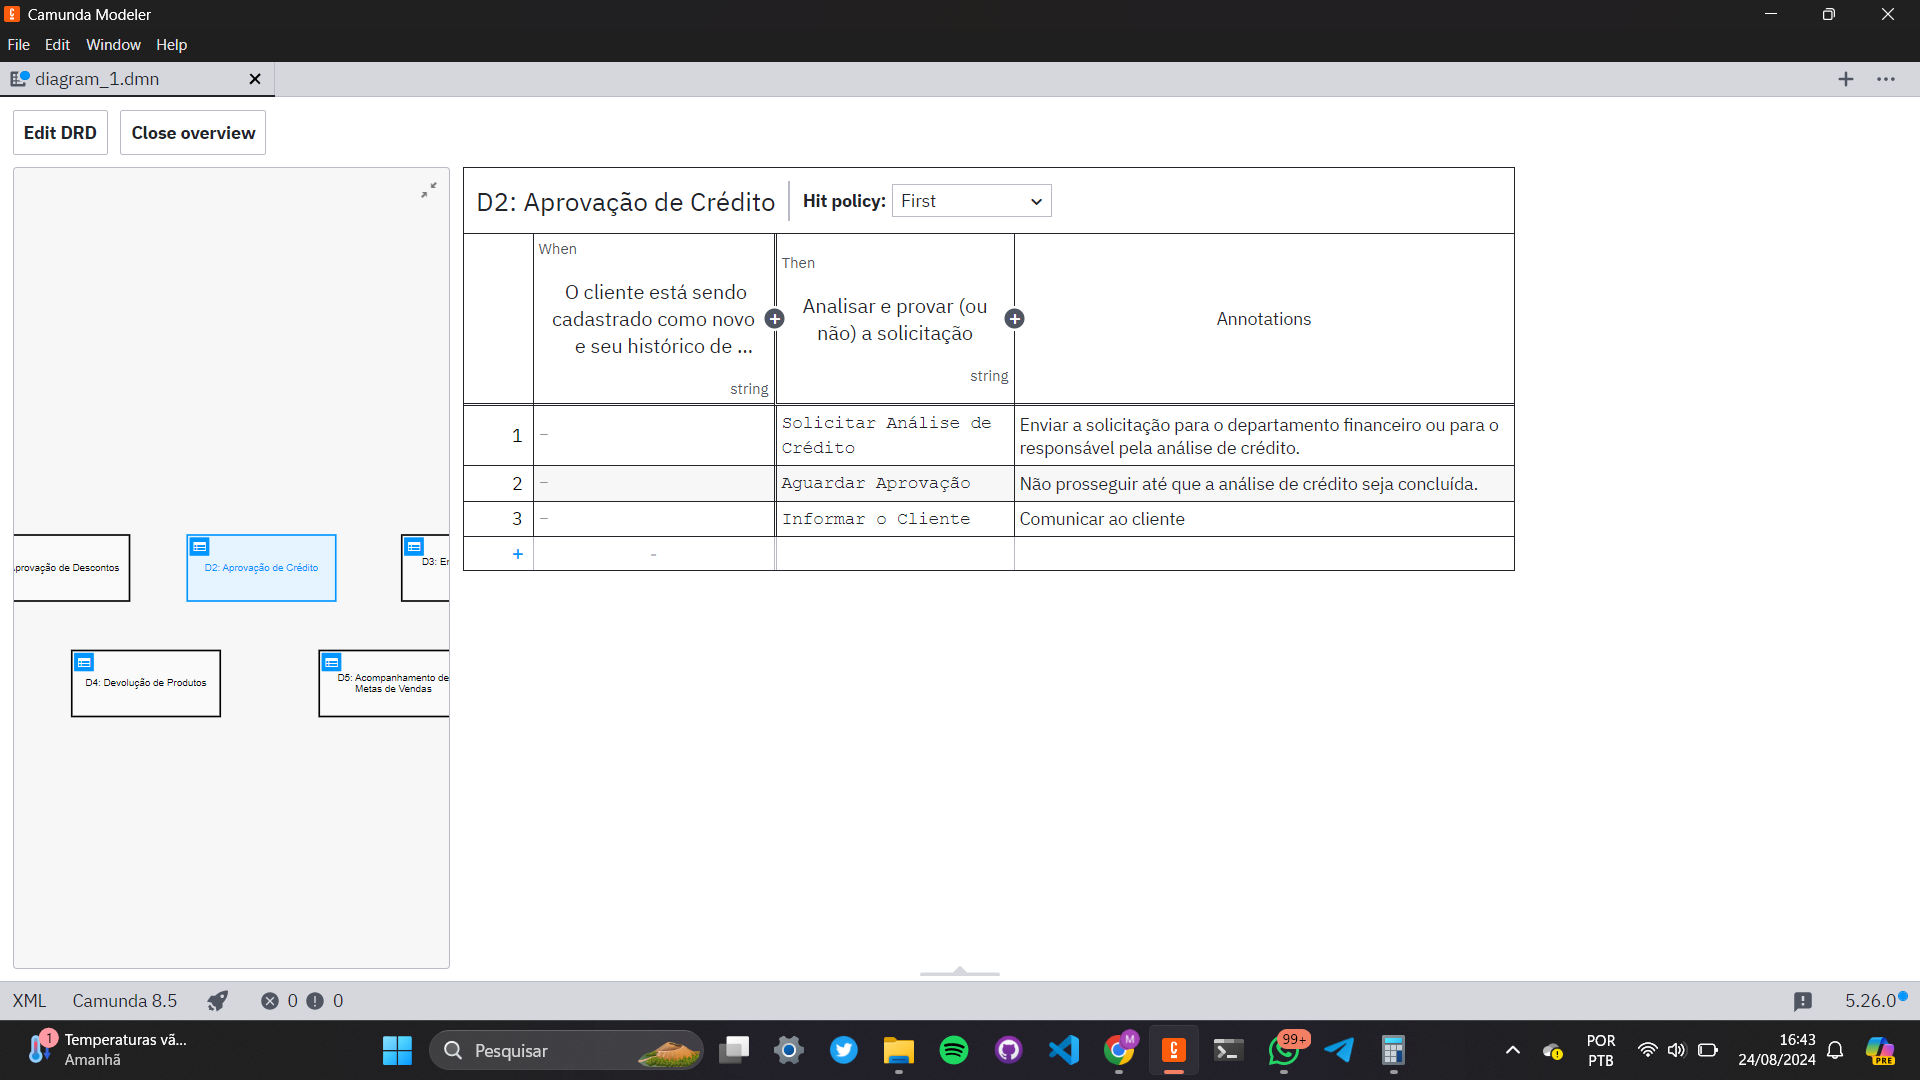 Camunda Modeler
File Edit Window Help
diagram_1.dmn
Edit DRD
Close overview
D2: Aprovação de Crédito
Hit policy: First
When
O cliente está sendo
cadastrado como novo
e seu histórico de ...
string
Then
Analisar e provar (ou
não) a solicitação
string
Annotations
1
–
Solicitar Análise de
Crédito
Enviar a solicitação para o departamento financeiro ou para o
responsável pela análise de crédito.
2
–
Aguardar Aprovação
Não prosseguir até que a análise de crédito seja concluída.
3
–
Informar o Cliente
Comunicar ao cliente
+
-
provação de Descontos
D2: Aprovação de Crédito
D3: Er
D4: Devolução de Produtos
D5: Acompanhamento de
Metas de Vendas
XML Camunda 8.5 0 0
5.26.0
1
Temperaturas vã...
Amanhã
Pesquisar
M
99+
POR
PTB
16:43
24/08/2024
PRE